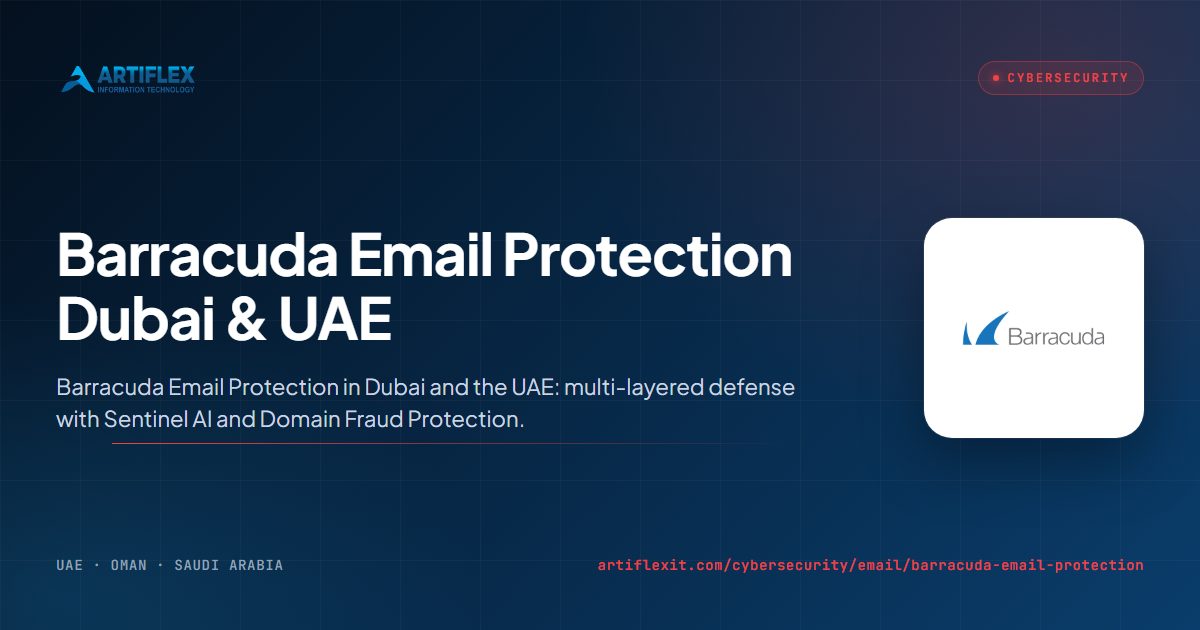 ARTIFLEX
INFORMATION TECHNOLOGY
CYBERSECURITY
Barracuda Email Protection
Dubai & UAE
Barracuda Email Protection in Dubai and the UAE: multi-layered defense
with Sentinel AI and Domain Fraud Protection.
Barracuda
UAE · OMAN · SAUDI ARABIA
artiflexit.com/cybersecurity/email/barracuda-email-protection